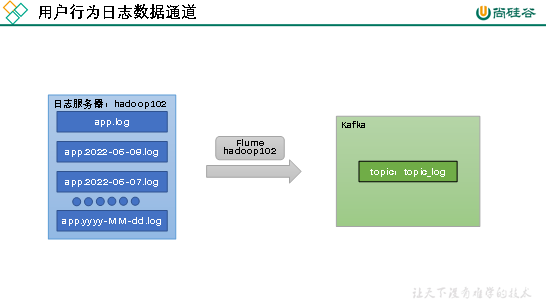 用户行为日志数据通道
尚硅谷
日志服务器：hadoop102
app.log
app.2022-06-08.log
app.2022-06-07.log
app.yyyy-MM-dd.log
Flume
hadoop102
Kafka
topic：topic_log
让天下没有难学的技术